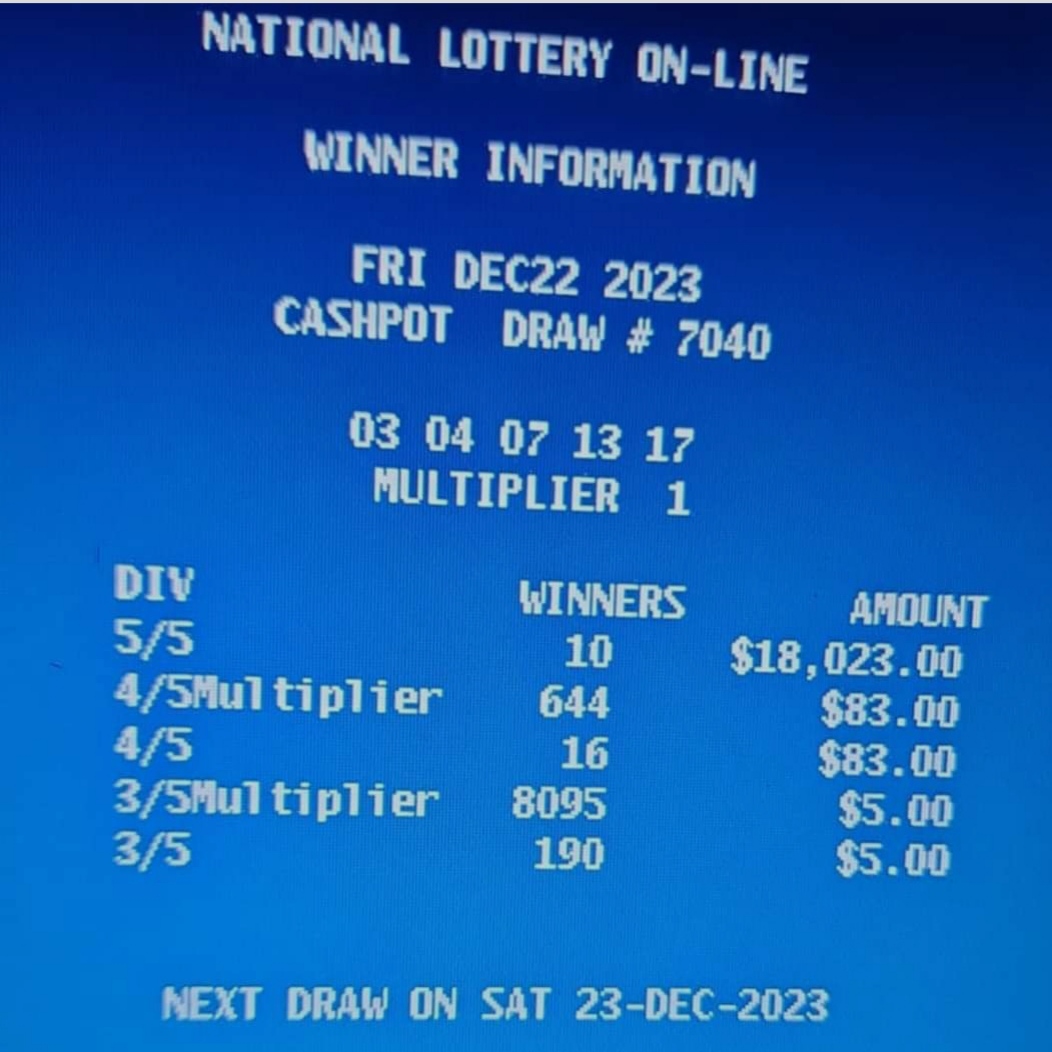 NATIONAL LOTTERY ON-LINE
WINNER INFORMATION
FRI DEC22 2023
CASHPOT DRAW # 7040
03 04 07 13 17
MULTIPLIER 1
DIV WINNERS AMOUNT
5/5 10 $18,023.00
4/5Multiplier 644 $83.00
4/5 16 $83.00
3/5Multiplier 8095 $5.00
3/5 190 $5.00
NEXT DRAW ON SAT 23-DEC-2023